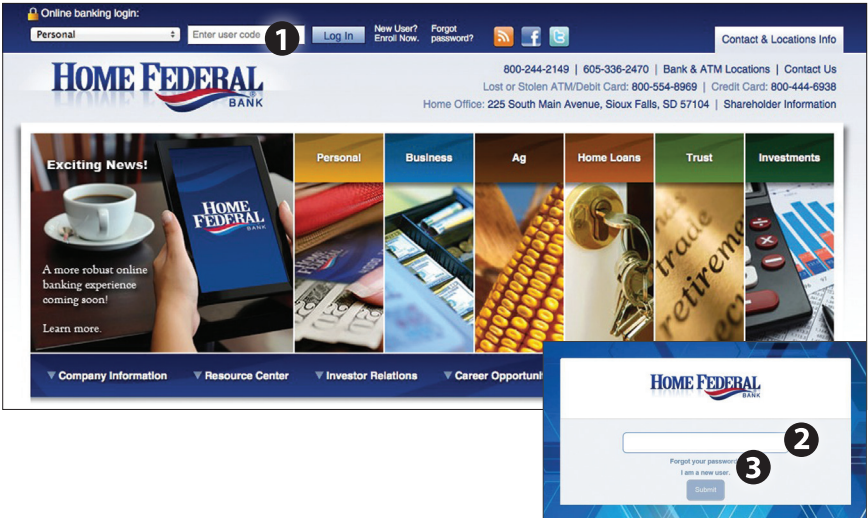 Online banking login:
Personal
Enter user code
1
Log In
New User?
Enroll Now.
Forgot
password?
Contact & Locations Info
HOME FEDERAL
BANK
800-244-2149 | 605-336-2470 | Bank & ATM Locations | Contact Us
Lost or Stolen ATM/Debit Card: 800-554-8969 | Credit Card: 800-444-6938
Home Office: 225 South Main Avenue, Sioux Falls, SD 57104 | Shareholder Information
Exciting News!
HOME
FEDERAL
BANK
A more robust online
banking experience
coming soon!
Learn more.
Personal
Business
Ag
Home Loans
Trust
Investments
trade
retireme
Company Information
Resource Center
Investor Relations
Career Opportuni
HOME FEDERAL
BANK
2
Forgot your passwor
3
I am a new user.
Submit